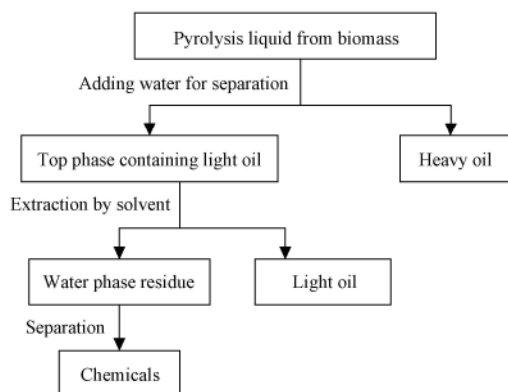 Pyrolysis liquid from biomass
Adding water for separation
Top phase containing light oil
Heavy oil
Extraction by solvent
Water phase residue
Light oil
Separation
Chemicals